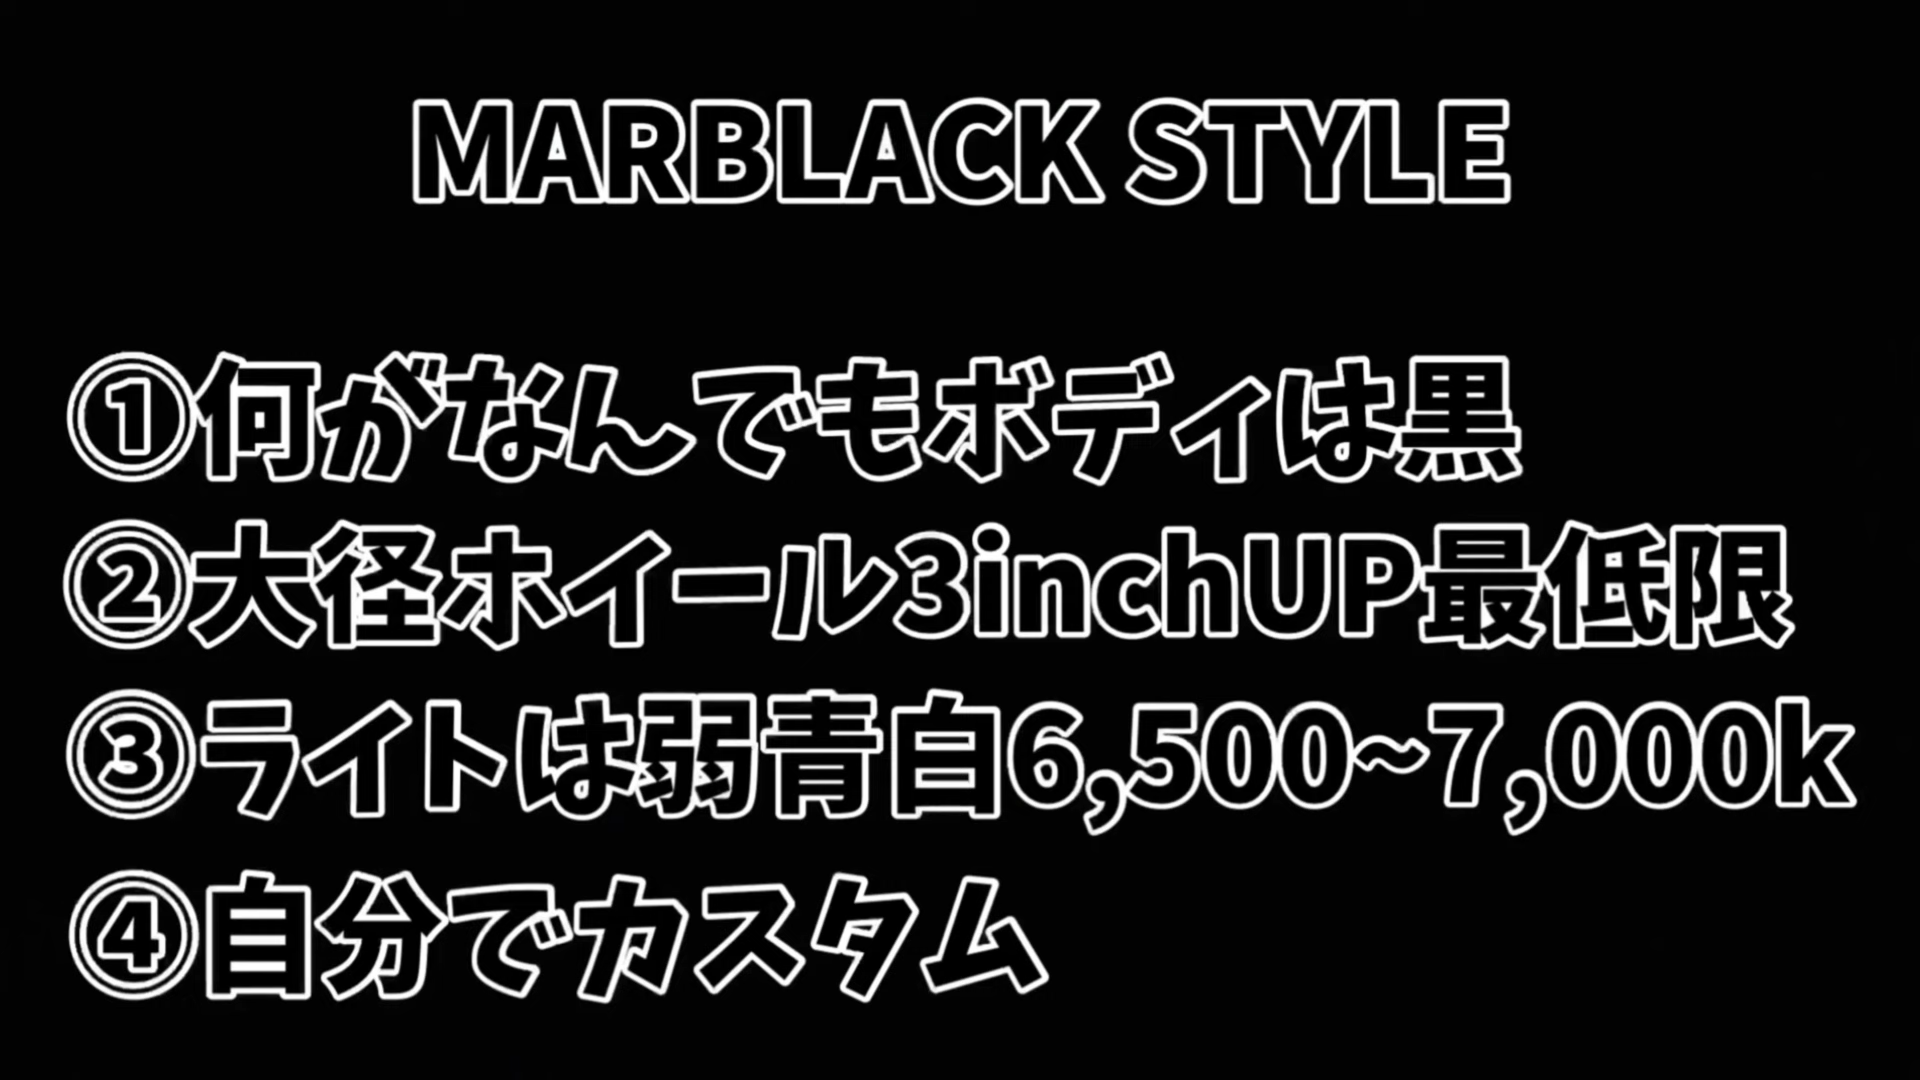 MARBLACK STYLE
①何がなんでもボディは黒
②大径ホイール3inchUP最低限
③ライトは弱青白6,500~7,000k
④自分でカスタム